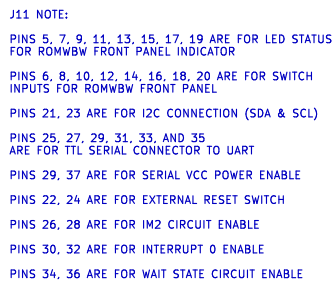 J11 NOTE:
PINS 5, 7, 9, 11, 13, 15, 17, 19 ARE FOR LED STATUS
FOR ROMWBW FRONT PANEL INDICATOR
PINS 6, 8, 10, 12, 14, 16, 18, 20 ARE FOR SWITCH
INPUTS FOR ROMWBW FRONT PANEL
PINS 21, 23 ARE FOR I2C CONNECTION (SDA & SCL)
PINS 25, 27, 29, 31, 33, AND 35
ARE FOR TTL SERIAL CONNECTOR TO UART
PINS 29, 37 ARE FOR SERIAL VCC POWER ENABLE
PINS 22, 24 ARE FOR EXTERNAL RESET SWITCH
PINS 26, 28 ARE FOR IM2 CIRCUIT ENABLE
PINS 30, 32 ARE FOR INTERRUPT 0 ENABLE
PINS 34, 36 ARE FOR WAIT STATE CIRCUIT ENABLE